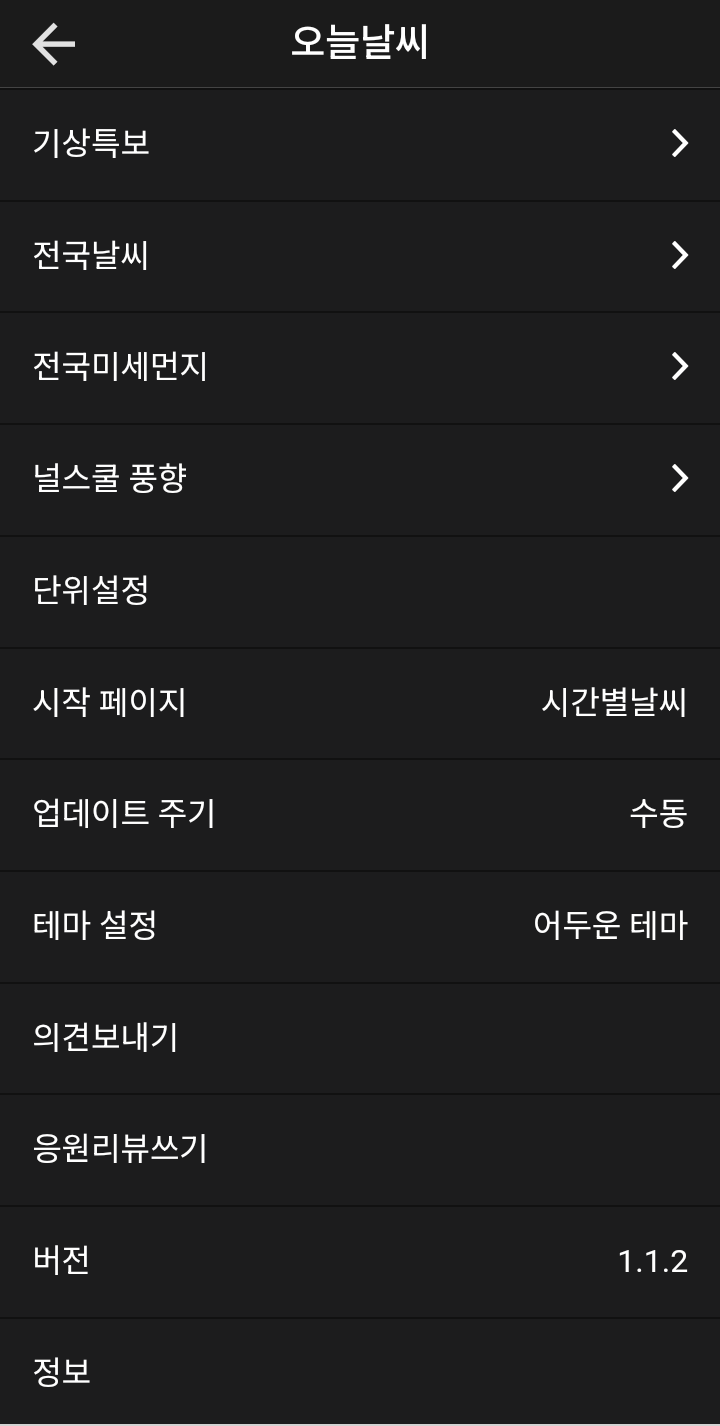 오늘날씨
기상특보
전국날씨
전국미세먼지
널스쿨 풍향
단위설정
시작 페이지 시간별날씨
업데이트 주기 수동
테마 설정 어두운 테마
의견보내기
응원리뷰쓰기
버전 1.1.2
정보